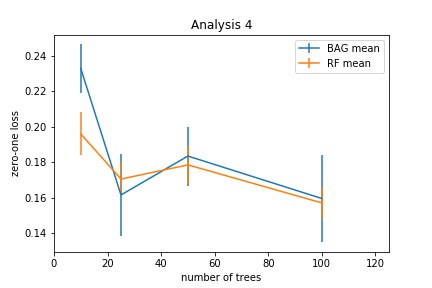 Analysis 4
BAG mean
RF mean
zero-one loss
0.24
0.22
0.20
0.18
0.16
0.14
0 20 40 60 80 100 120
number of trees